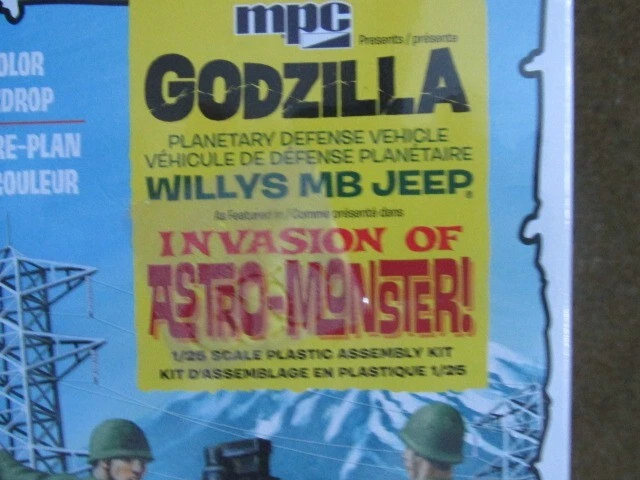 mpc
Presents / présente
GODZILLA
PLANETARY DEFENSE VEHICLE
VÉHICULE DE DÉFENSE PLANÉTAIRE
WILLYS MB JEEP®
As Featured in / Comme présenté dans
INVASION OF
ASTRO-MONSTER!
1/25 SCALE PLASTIC ASSEMBLY KIT
KIT D'ASSEMBLAGE EN PLASTIQUE 1/25
OLOR
KDROP
RE-PLAN
COULEUR